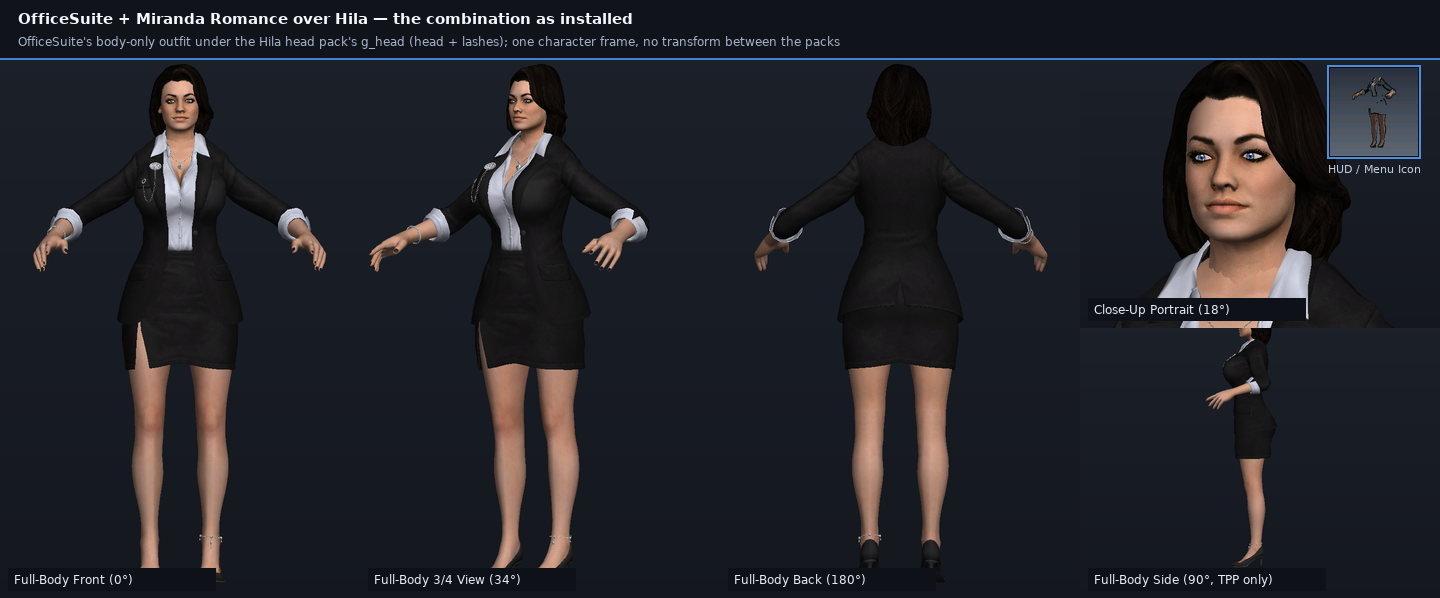 OfficeSuite + Miranda Romance over Hila — the combination as installed
OfficeSuite's body-only outfit under the Hila head pack's g_head (head + lashes); one character frame, no transform between the packs
HUD / Menu Icon
Close-Up Portrait (18°)
Full-Body Front (0°)
Full-Body 3/4 View (34°)
Full-Body Back (180°)
Full-Body Side (90°, TPP only)